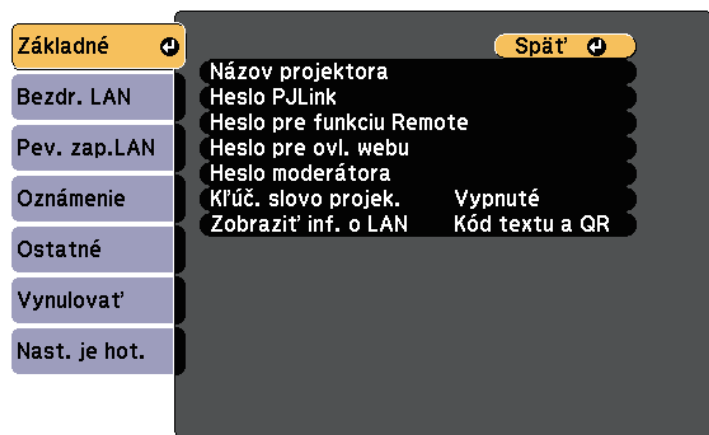 Základné
Bezdr. LAN
Pev. zap.LAN
Oznámenie
Ostatné
Vynulovať
Nast. je hot.
Späť
Názov projektora
Heslo PJLink
Heslo pre funkciu Remote
Heslo pre ovl. webu
Heslo moderátora
Kľúč. slovo projek. Vypnuté
Zobraziť inf. o LAN Kód textu a QR